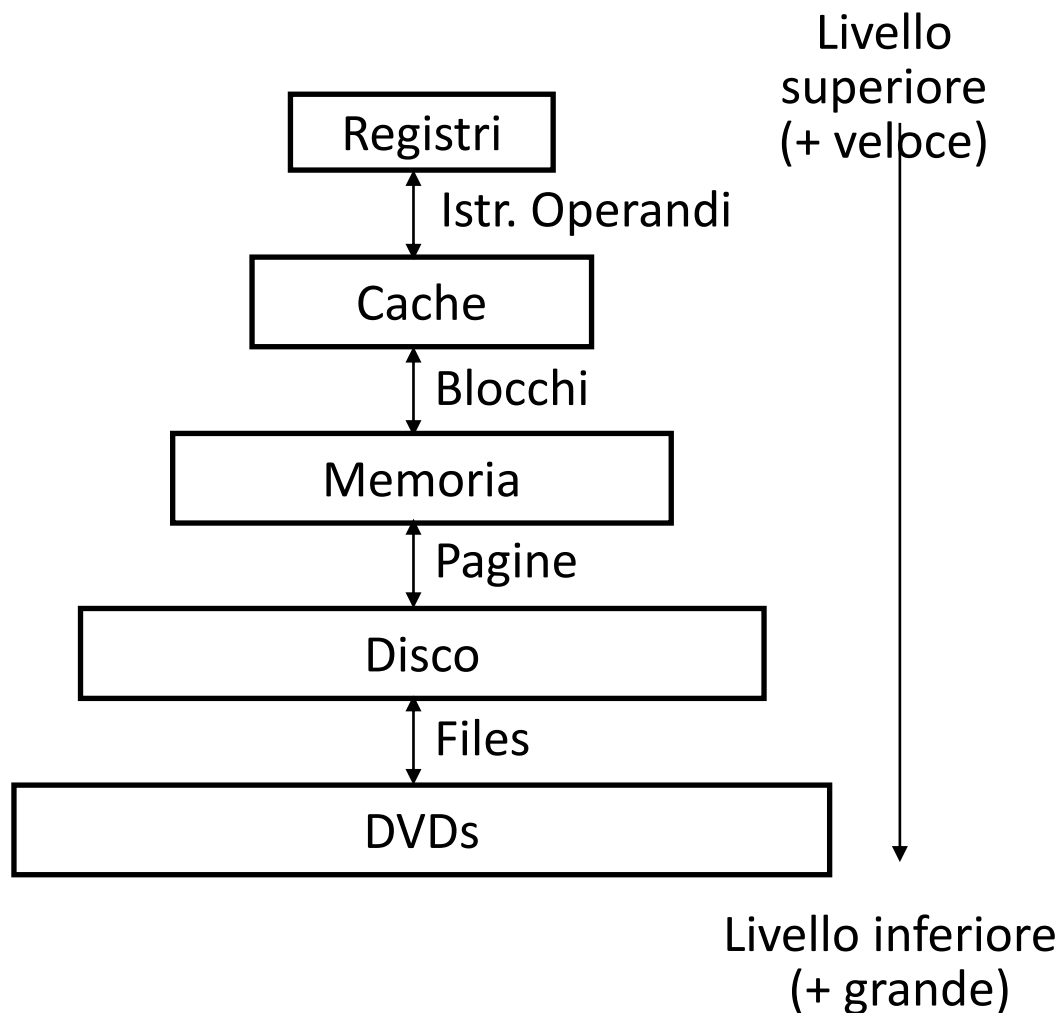 Livello
superiore
(+ veloce)
Registri
Istr. Operandi
Cache
Blocchi
Memoria
Pagine
Disco
Files
DVDs
Livello inferiore
(+ grande)